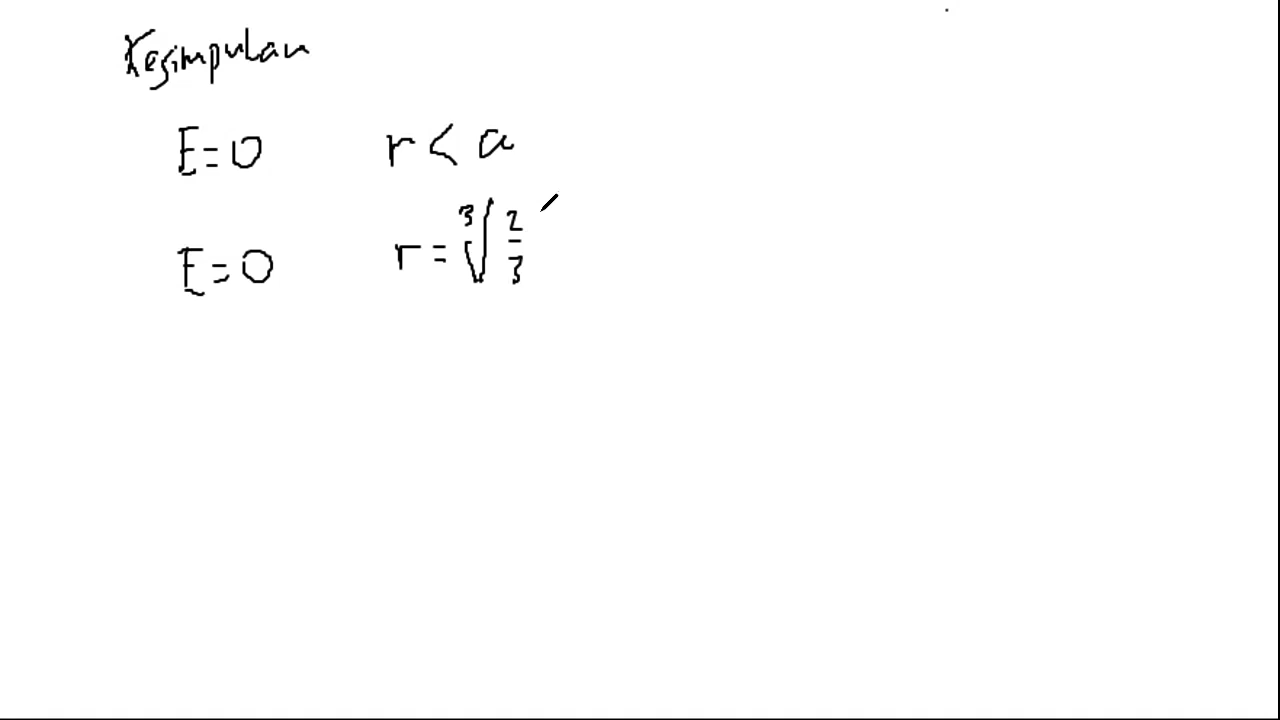 Kesimpulan
E=0 r < a
E=0 r = ∛(2/3)